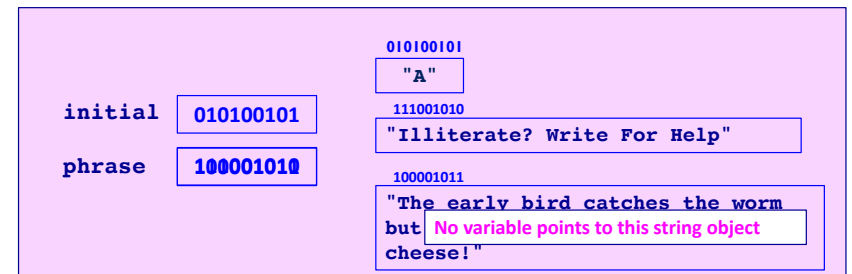 010100101
"A"
initial 010100101
111001010
"Illiterate? Write For Help"
phrase
100001011
"The early bird catches the worm
but No variable points to this string object
cheese!"